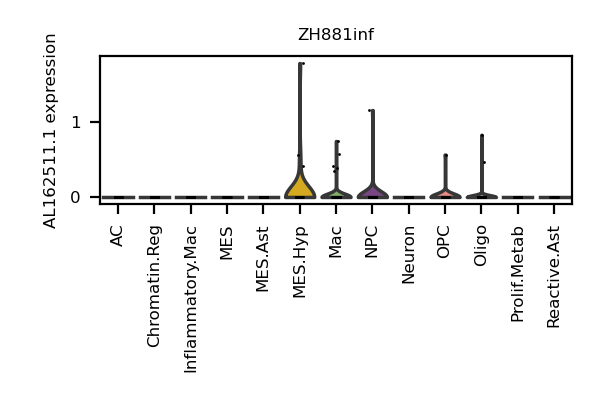 ZH881inf
AL162511.1 expression
1
0
AC
Chromatin.Reg
Inflammatory.Mac
MES
MES.Ast
MES.Hyp
Mac
NPC
Neuron
OPC
Oligo
Prolif.Metab
Reactive.Ast